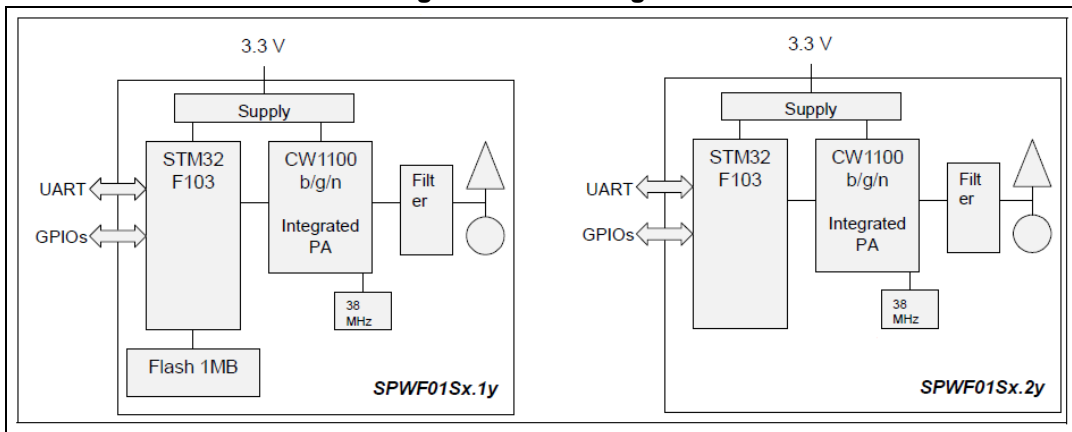 3.3 V
Supply
STM32
F103
CW1100
b/g/n
Integrated
PA
Filt
er
UART
GPIOs
38
MHz
Flash 1MB
SPWF01Sx.1y
3.3 V
Supply
STM32
F103
CW1100
b/g/n
Integrated
PA
Filt
er
UART
GPIOs
38
MHz
SPWF01Sx.2y